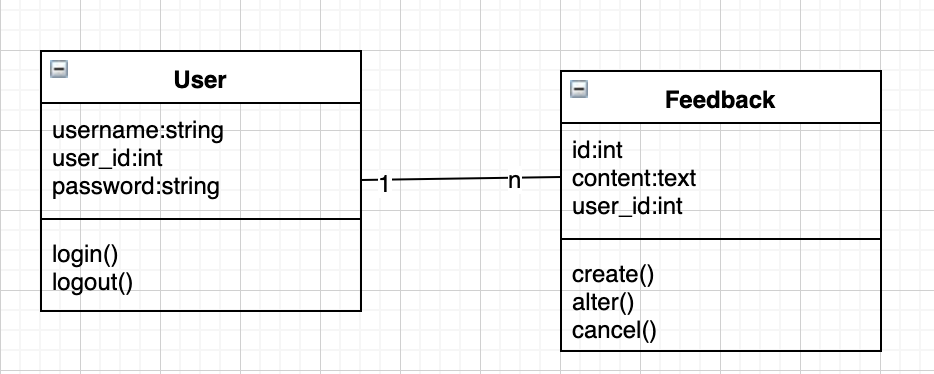 User
username:string
user_id:int
password:string
login()
logout()
1
n
Feedback
id:int
content:text
user_id:int
create()
alter()
cancel()